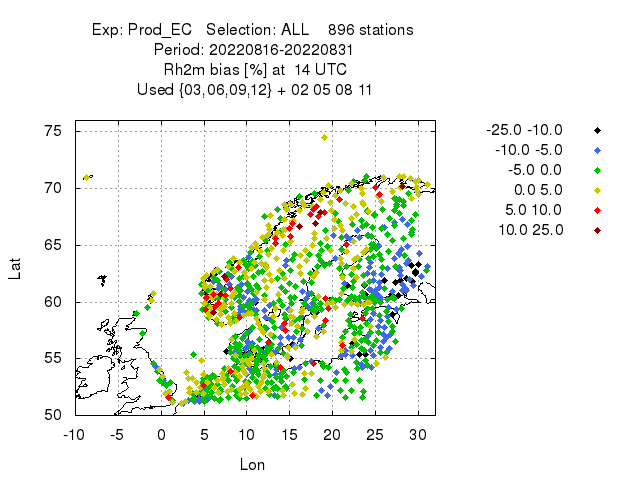 Exp: Prod_EC   Selection: ALL    896 stations
Period: 20220816-20220831
Rh2m bias [%] at  14 UTC
Used {03,06,09,12} + 02 05 08 11
-25.0 -10.0
-10.0 -5.0
-5.0 0.0
0.0 5.0
5.0 10.0
10.0 25.0
Lat
75
70
65
60
55
50
-10 -5 0 5 10 15 20 25 30
Lon